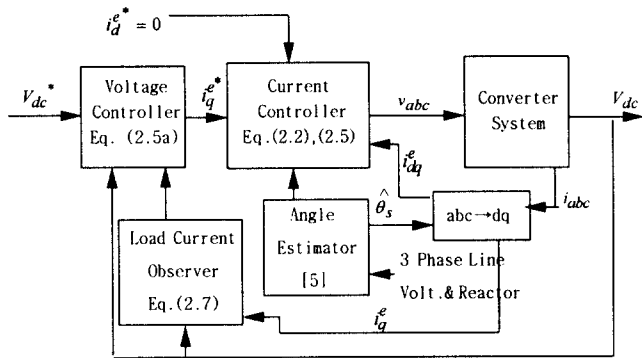 i_d^e* = 0
V_dc*
Voltage
Controller
Eq. (2.5a)
i_q^e*
Current
Controller
Eq.(2.2),(2.5)
v_abc
Converter
System
V_dc
i_dq^e
i_abc
abc→dq
θ̂_s
Angle
Estimator
[5]
Load Current
Observer
Eq.(2.7)
3 Phase Line
Volt.& Reactor
i_q^e